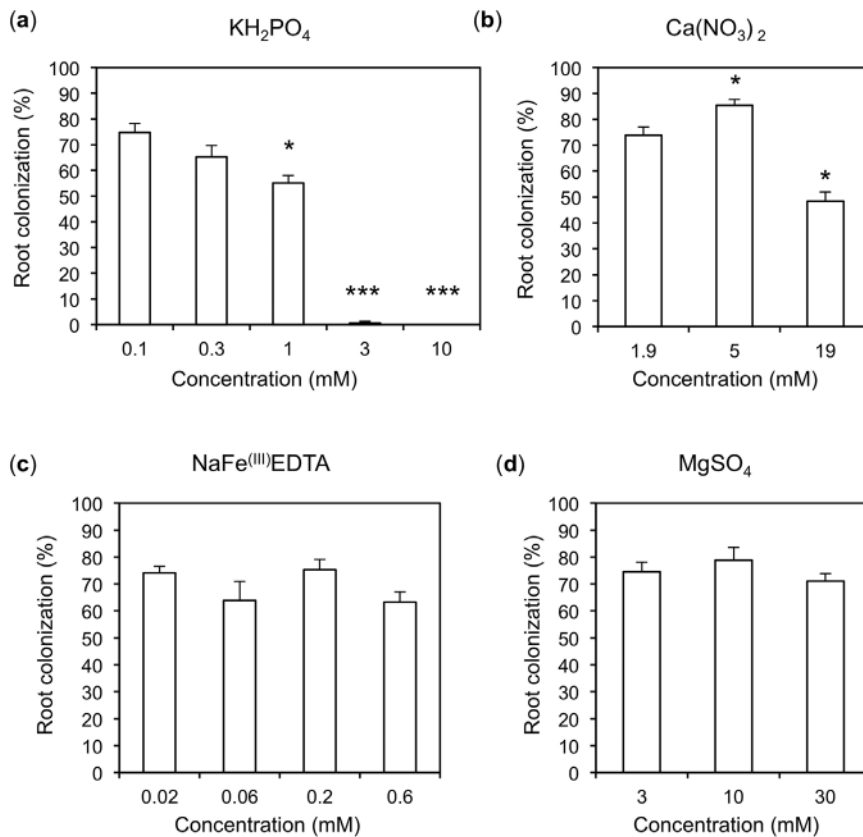 (a)
KH₂PO₄
100
90
80
70
60
50
40
30
20
10
0
Root colonization (%)
*
***
***
0.1 0.3 1 3 10
Concentration (mM)
(b)
Ca(NO₃)₂
100
90
80
70
60
50
40
30
20
10
0
Root colonization (%)
*
*
1.9 5 19
Concentration (mM)
(c)
NaFe⁽ᴵᴵᴵ⁾EDTA
100
90
80
70
60
50
40
30
20
10
0
Root colonization (%)
0.02 0.06 0.2 0.6
Concentration (mM)
(d)
MgSO₄
100
90
80
70
60
50
40
30
20
10
0
Root colonization (%)
3 10 30
Concentration (mM)